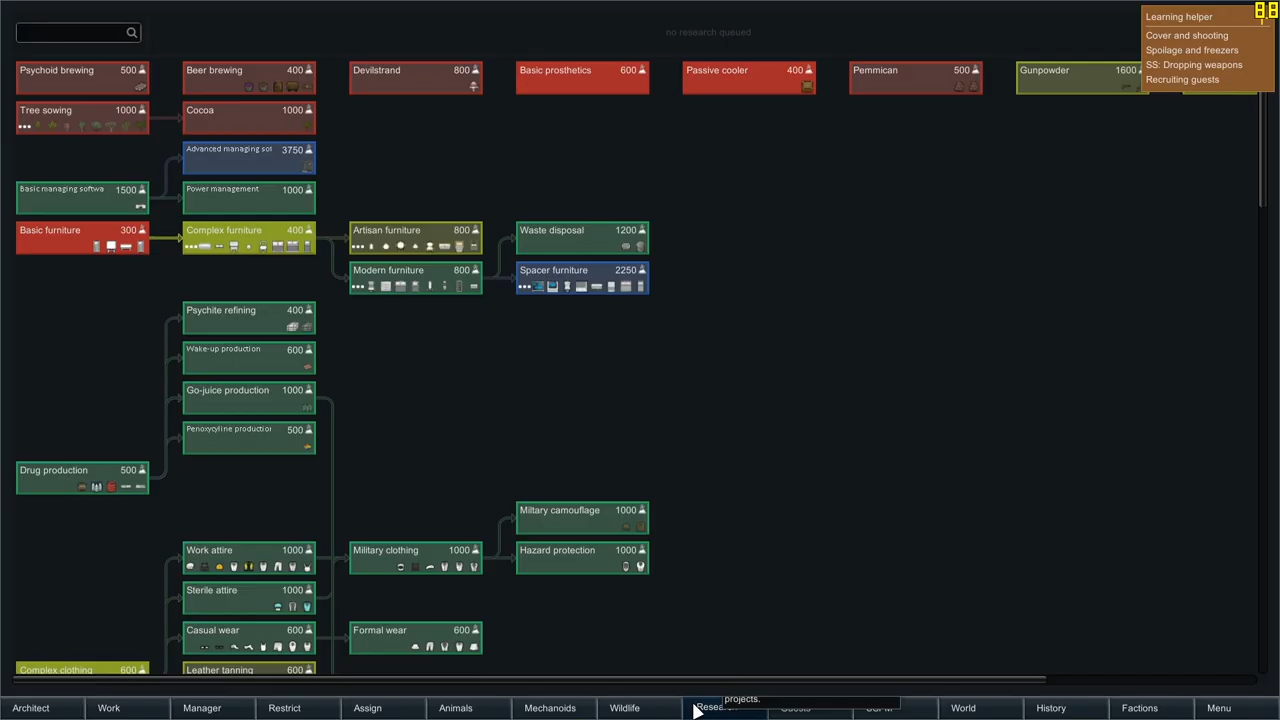 no research queued
88
Learning helper
Cover and shooting
Spoilage and freezers
SS: Dropping weapons
Recruiting guests
Psychoid brewing 500
Beer brewing 400
Devilstrand 800
Basic prosthetics 600
Passive cooler 400
Pemmican 500
Gunpowder 1600
Tree sowing 1000
Cocoa 1000
Advanced managing sof 3750
Basic managing softwa 1500
Power management 1000
Basic furniture 300
Complex furniture 400
Artisan furniture 800
Waste disposal 1200
Modern furniture 800
Spacer furniture 2250
Psychite refining 400
Wake-up production 600
Go-juice production 1000
Penoxycyline production 500
Drug production 500
Miltary camouflage 1000
Work attire 1000
Military clothing 1000
Hazard protection 1000
Sterile attire 1000
Casual wear 600
Formal wear 600
Complex clothing 600
Leather tanning 600
projects.
Architect
Work
Manager
Restrict
Assign
Animals
Mechanoids
Wildlife
Research
Guests
World
History
Factions
Menu